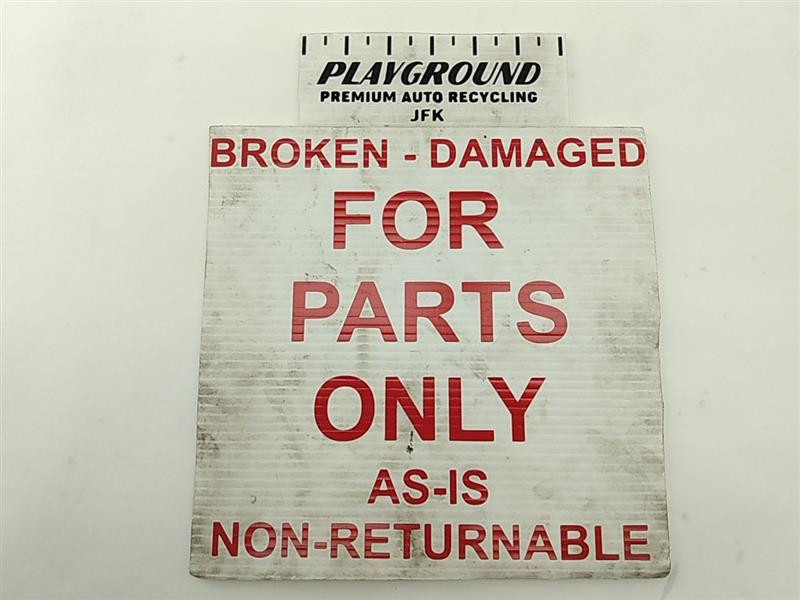 PLAYGROUND
PREMIUM AUTO RECYCLING
JFK
BROKEN - DAMAGED
FOR
PARTS
ONLY
AS-IS
NON-RETURNABLE